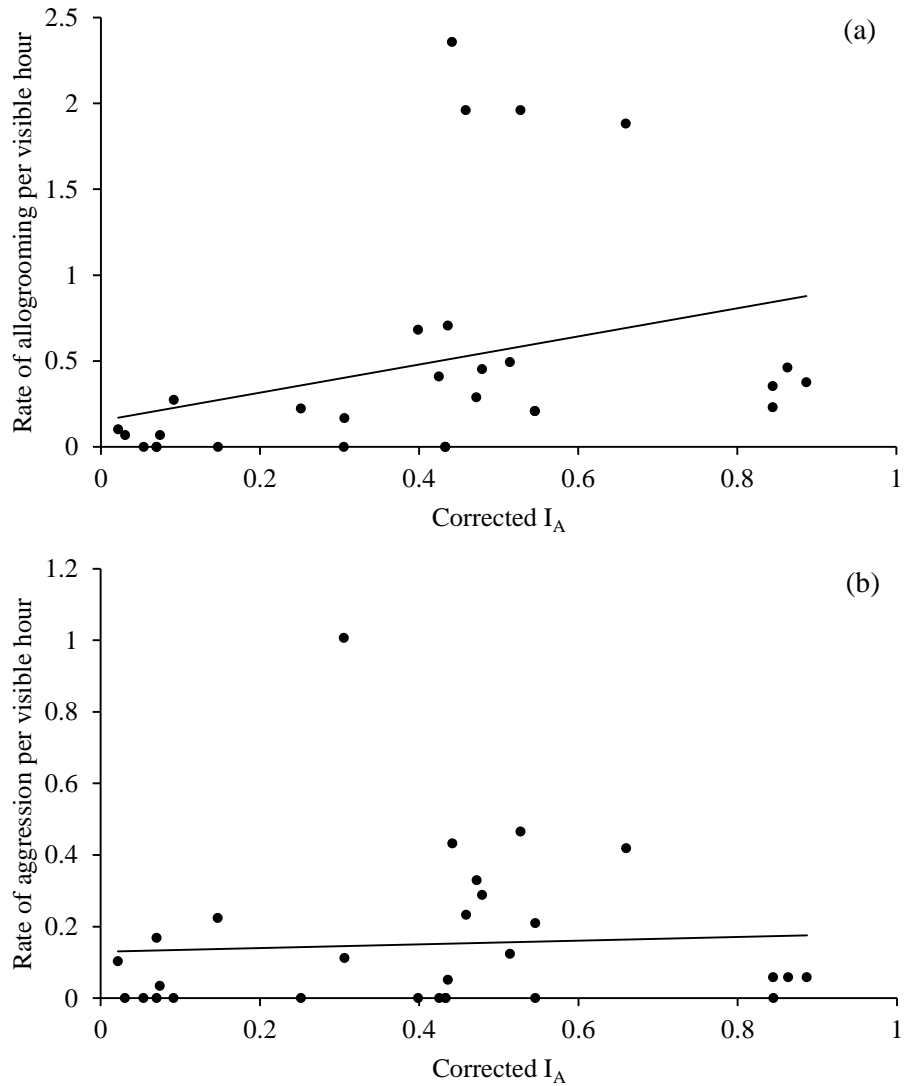 (a)
Rate of allogrooming per visible hour
2.5
2
1.5
1
0.5
0
0 0.2 0.4 0.6 0.8 1
Corrected I_A
(b)
Rate of aggression per visible hour
1.2
1
0.8
0.6
0.4
0.2
0
0 0.2 0.4 0.6 0.8 1
Corrected I_A